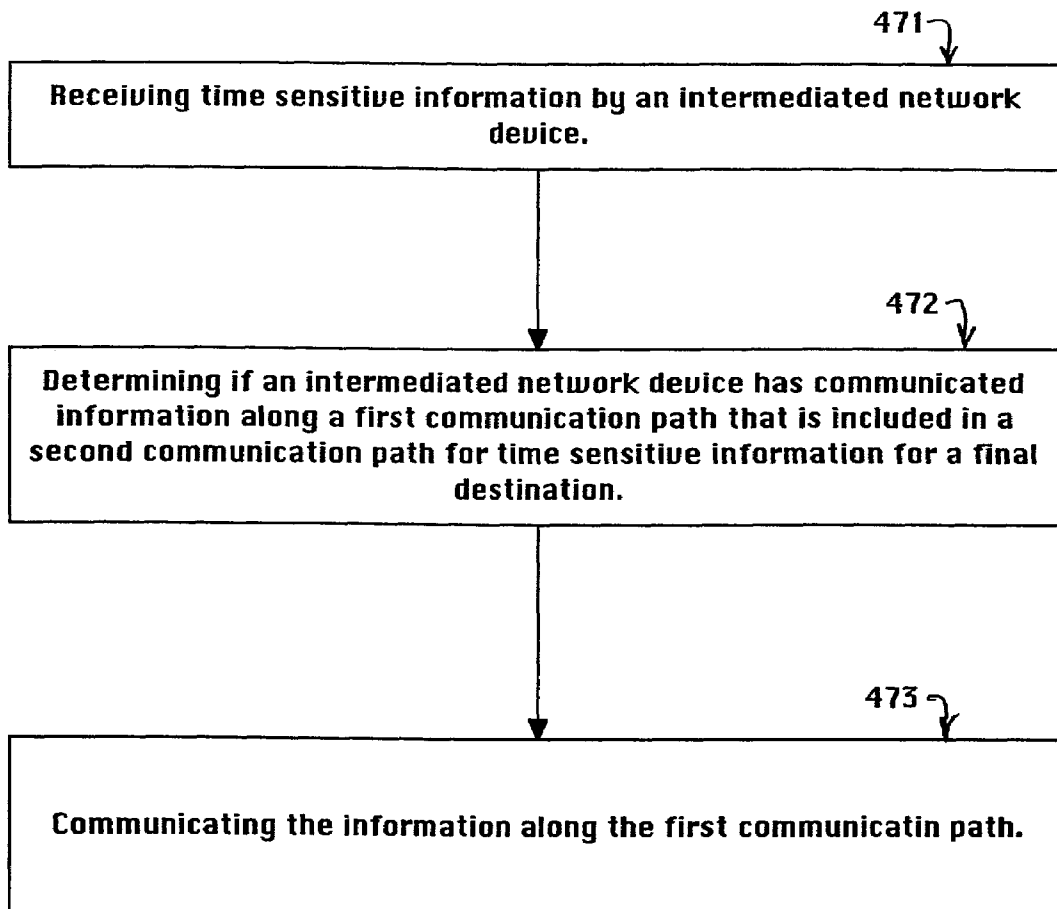 471
Receiving time sensitive information by an intermediated network
device.
472
Determining if an intermediated network device has communicated
information along a first communication path that is included in a
second communication path for time sensitive information for a final
destination.
473
Communicating the information along the first communicatin path.